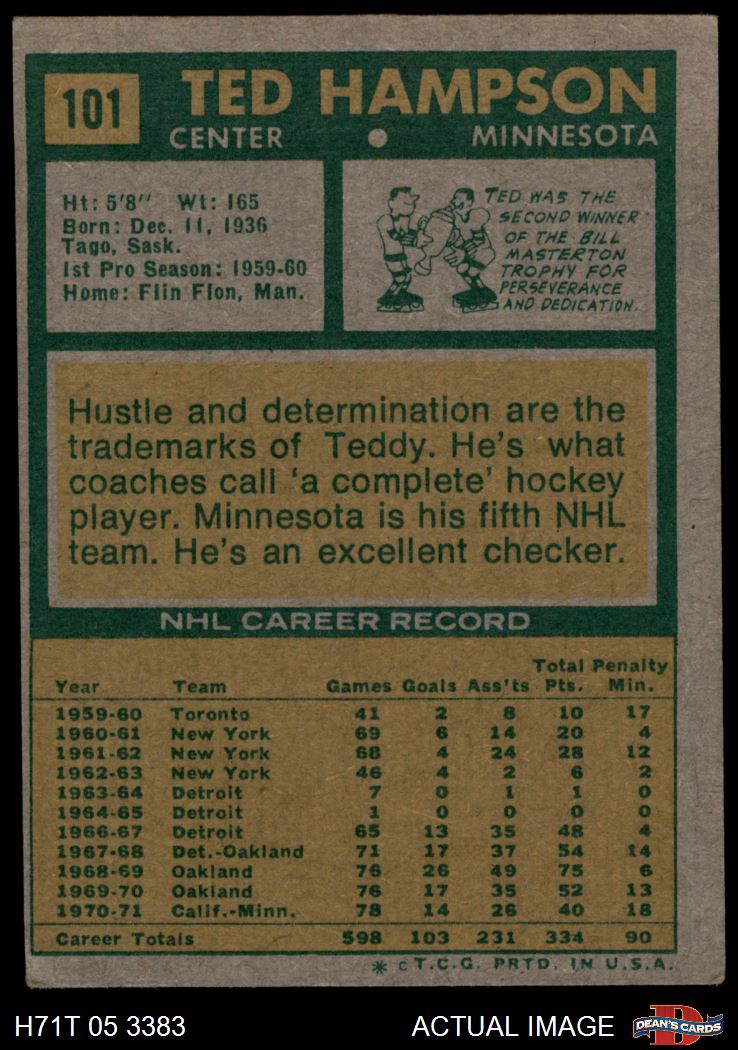 101
TED HAMPSON
CENTER
MINNESOTA
Ht: 5'8" Wt: 165
Born: Dec. 11, 1936
Tago, Sask.
1st Pro Season: 1959-60
Home: Flin Flon, Man.
TED WAS THE
SECOND WINNER
OF THE BILL
MASTERTON
TROPHY FOR
PERSEVERANCE
AND DEDICATION.
Hustle and determination are the
trademarks of Teddy. He's what
coaches call 'a complete' hockey
player. Minnesota is his fifth NHL
team. He's an excellent checker.
NHL CAREER RECORD
Total Penalty
Year Team Games Goals Ass'ts Pts. Min.
1959-60 Toronto 41 2 8 10 17
1960-61 New York 69 6 14 20 4
1961-62 New York 68 4 24 28 12
1962-63 New York 46 4 2 6 2
1963-64 Detroit 7 0 1 1 0
1964-65 Detroit 1 0 0 0 0
1966-67 Detroit 65 13 35 48 4
1967-68 Det.-Oakland 71 17 37 54 14
1968-69 Oakland 76 26 49 75 6
1969-70 Oakland 76 17 35 52 13
1970-71 Calif.-Minn. 78 14 26 40 18
Career Totals 598 103 231 334 90
* © T.C.G. PRTD. IN U.S.A.
H71T 05 3383 ACTUAL IMAGE DEAN'S CARDS